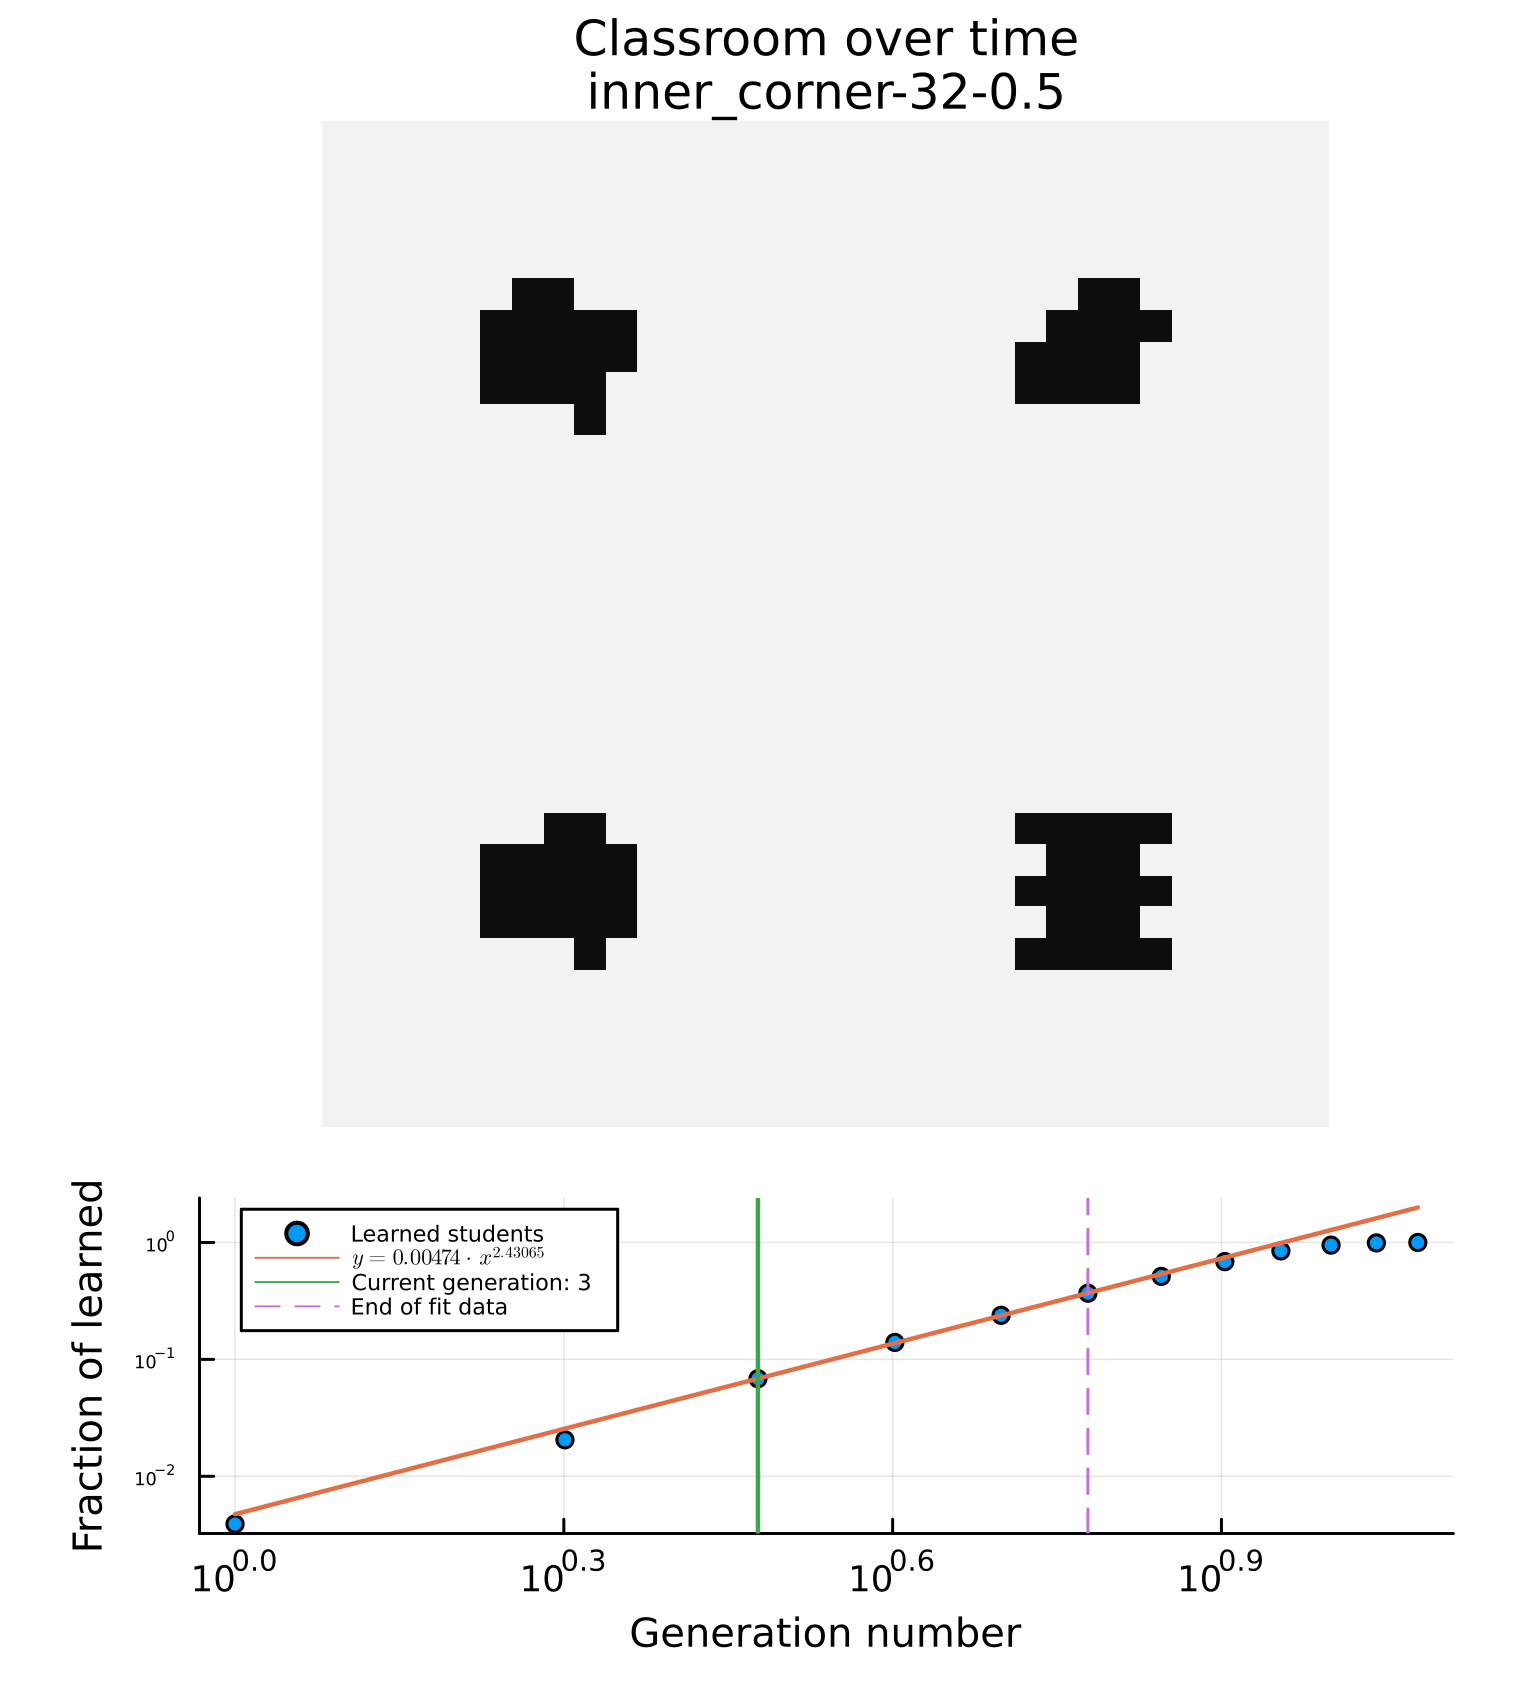 Classroom over time
inner_corner-32-0.5
Fraction of learned
10^0
10^-1
10^-2
Learned students
y = 0.00474 · x^2.43065
Current generation: 3
End of fit data
10^0.0 10^0.3 10^0.6 10^0.9
Generation number